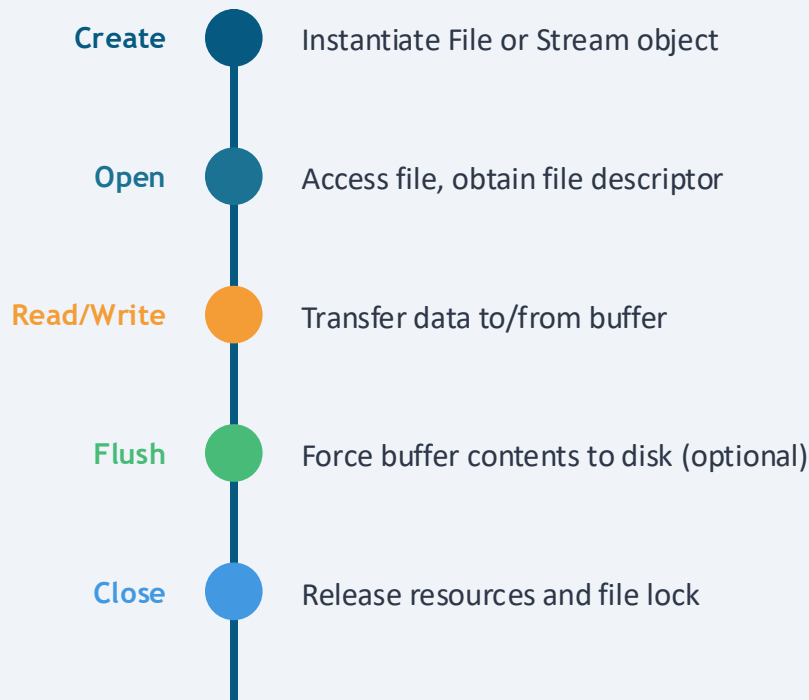 Create Instantiate File or Stream object
Open Access file, obtain file descriptor
Read/Write Transfer data to/from buffer
Flush Force buffer contents to disk (optional)
Close Release resources and file lock